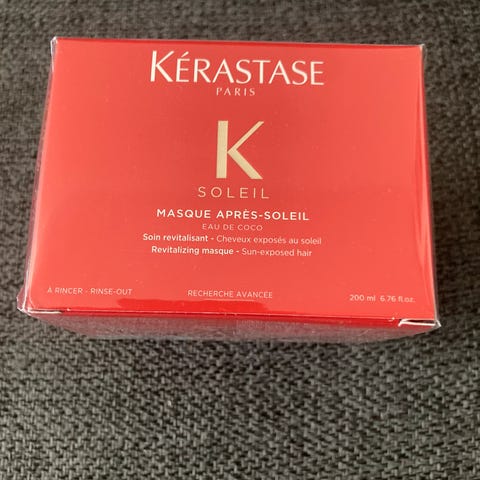 KÉRASTASE
PARIS
K
SOLEIL
MASQUE APRÈS-SOLEIL
EAU DE COCO
Soin revitalisant - Cheveux exposés au soleil
Revitalizing masque - Sun-exposed hair
À RINCER - RINSE-OUT
RECHERCHE AVANCÉE
200 ml 6.76 fl.oz.